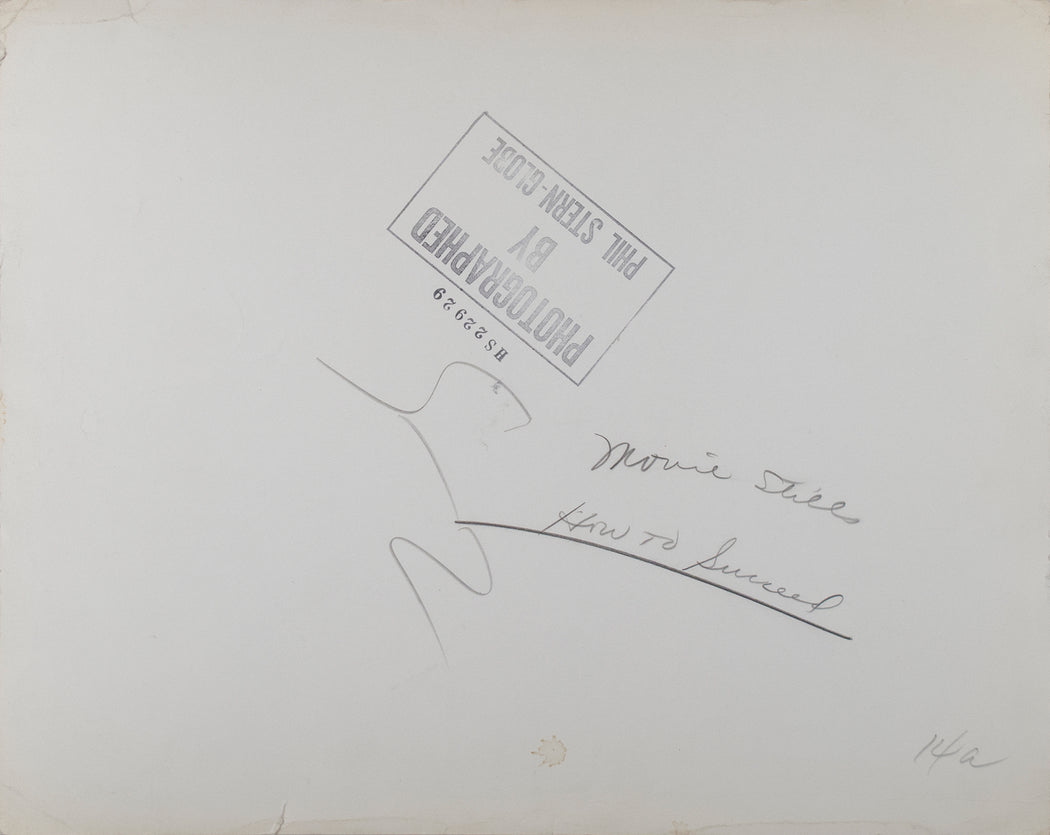 PHOTOGRAPHED
BY
PHIL STERN-GLOBE
HS22929
Movie Stills
How To Succeed
14a